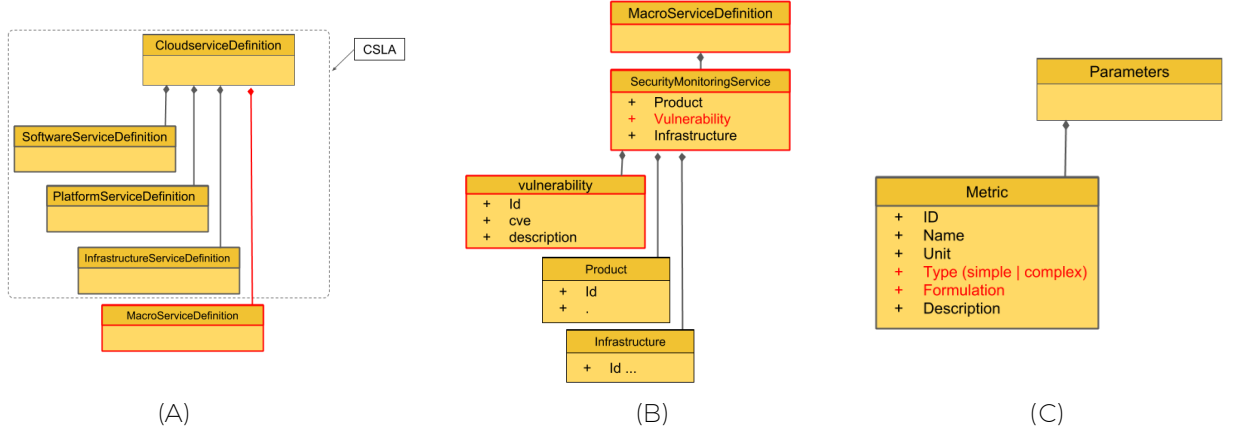 CloudserviceDefinition
CSLA
SoftwareServiceDefinition
PlatformServiceDefinition
InfrastructureServiceDefinition
MacroServiceDefinition
(A)
MacroServiceDefinition
SecurityMonitoringService
+ Product
+ Vulnerability
+ Infrastructure
vulnerability
+ Id
+ cve
+ description
Product
+ Id
+ .
Infrastructure
+ Id ...
(B)
Parameters
Metric
+ ID
+ Name
+ Unit
+ Type (simple | complex)
+ Formulation
+ Description
(C)